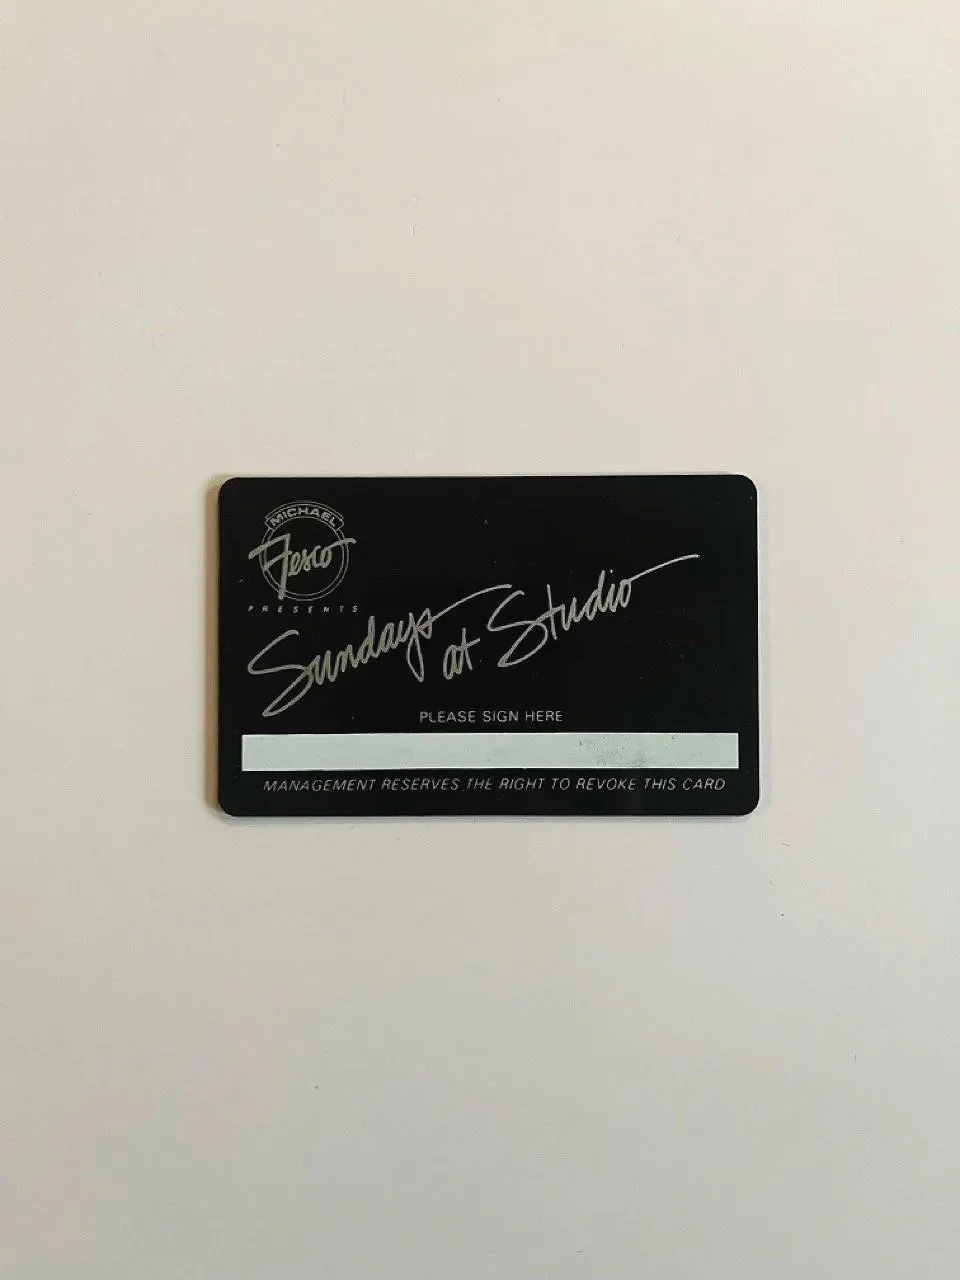 MICHAEL
Fesco
PRESENTS
Sundays at Studio
PLEASE SIGN HERE
MANAGEMENT RESERVES THE RIGHT TO REVOKE THIS CARD